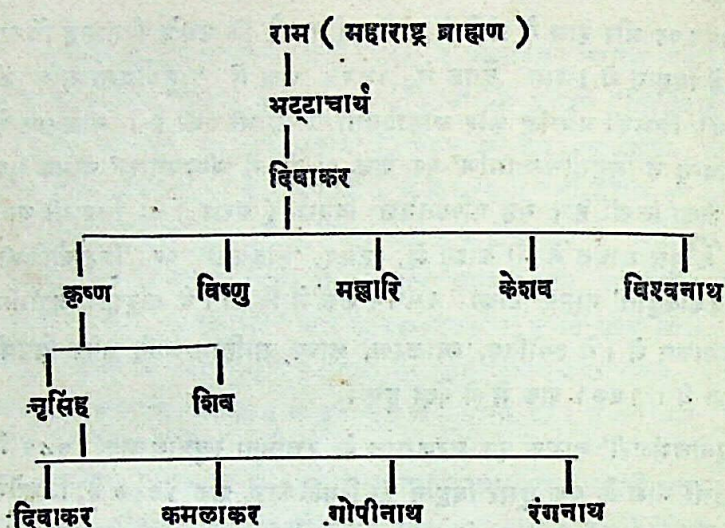 राम ( महाराष्ट्र ब्राह्मण )
भट्टाचार्य
दिवाकर
कृष्ण विष्णु मल्लारि केशव विश्वनाथ
नृसिंह शिव
दिवाकर कमलाकर गोपीनाथ रंगनाथ